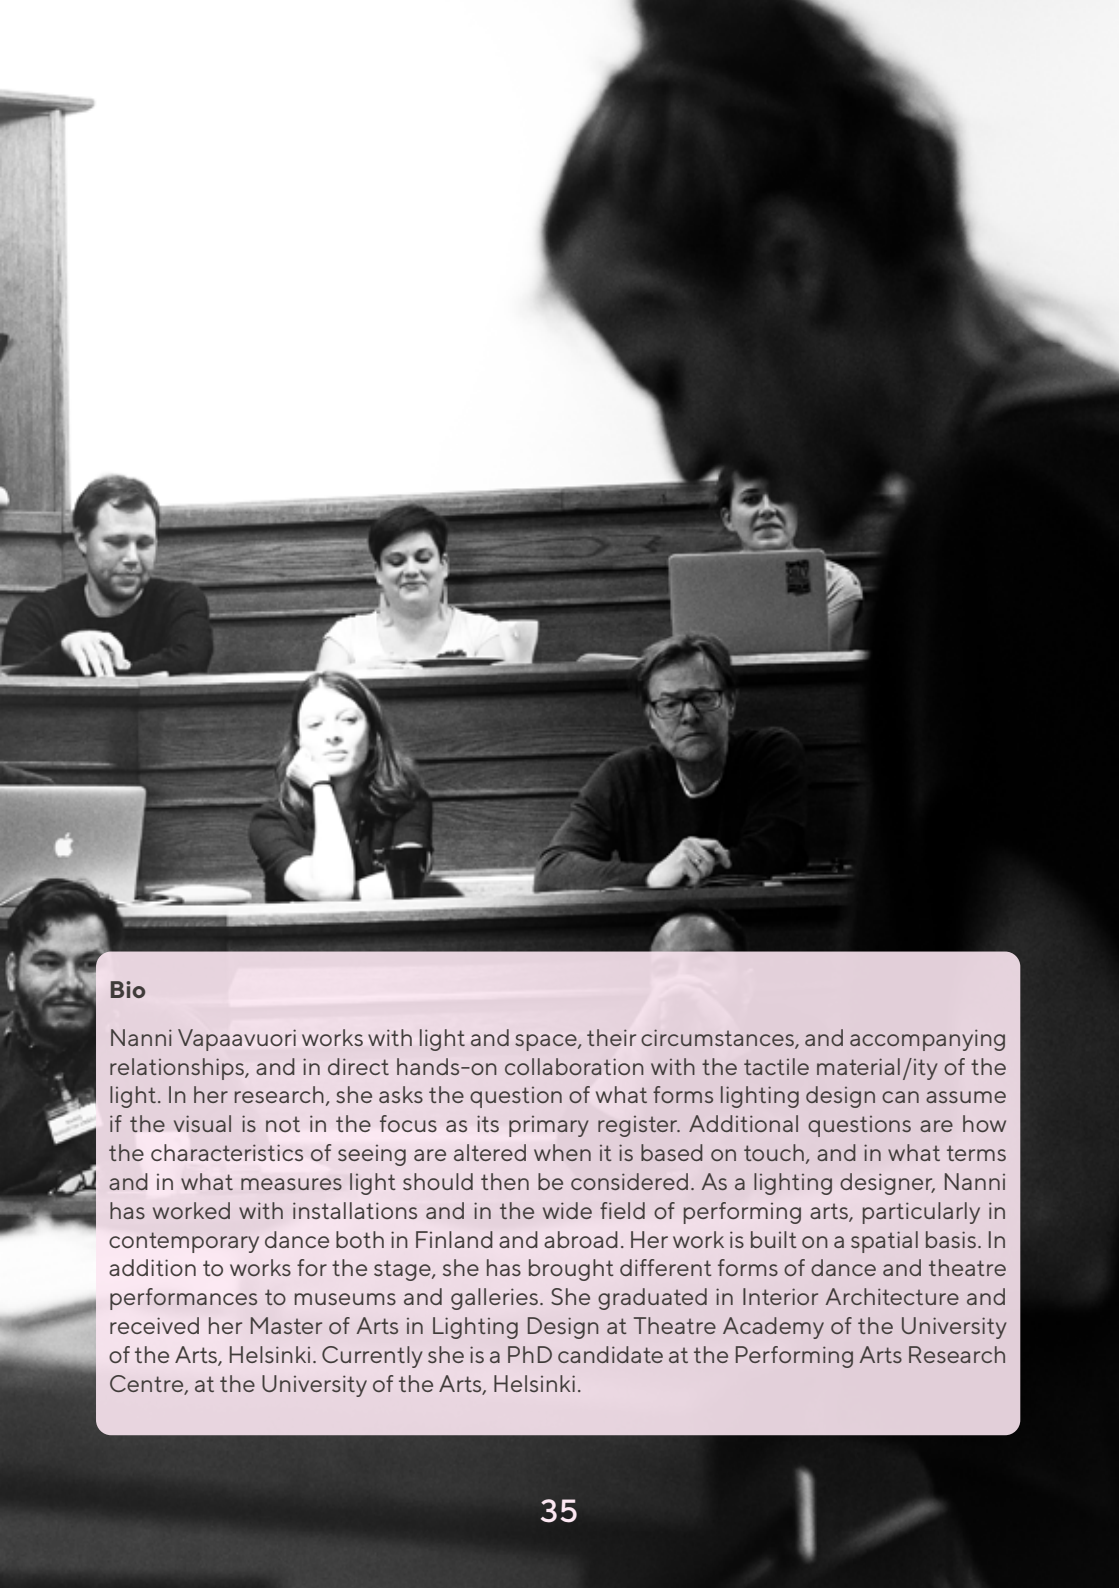 Bio
Nanni Vapaavuori works with light and space, their circumstances, and accompanying
relationships, and in direct hands-on collaboration with the tactile material/ity of the
light. In her research, she asks the question of what forms lighting design can assume
if the visual is not in the focus as its primary register. Additional questions are how
the characteristics of seeing are altered when it is based on touch, and in what terms
and in what measures light should then be considered. As a lighting designer, Nanni
has worked with installations and in the wide field of performing arts, particularly in
contemporary dance both in Finland and abroad. Her work is built on a spatial basis. In
addition to works for the stage, she has brought different forms of dance and theatre
performances to museums and galleries. She graduated in Interior Architecture and
received her Master of Arts in Lighting Design at Theatre Academy of the University
of the Arts, Helsinki. Currently she is a PhD candidate at the Performing Arts Research
Centre, at the University of the Arts, Helsinki.
35